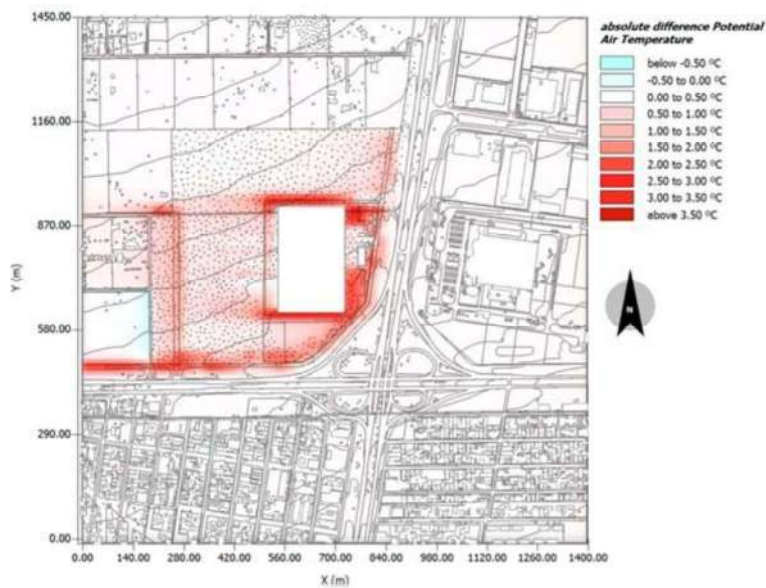 absolute difference Potential
Air Temperature
below -0.50 ºC
-0.50 to 0.00 ºC
0.00 to 0.50 ºC
0.50 to 1.00 ºC
1.00 to 1.50 ºC
1.50 to 2.00 ºC
2.00 to 2.50 ºC
2.50 to 3.00 ºC
3.00 to 3.50 ºC
above 3.50 ºC
N
1450.00
1160.00
870.00
580.00
290.00
0.00
Y (m)
0.00 140.00 280.00 420.00 560.00 700.00 840.00 980.00 1120.00 1260.00 1400.00
X (m)